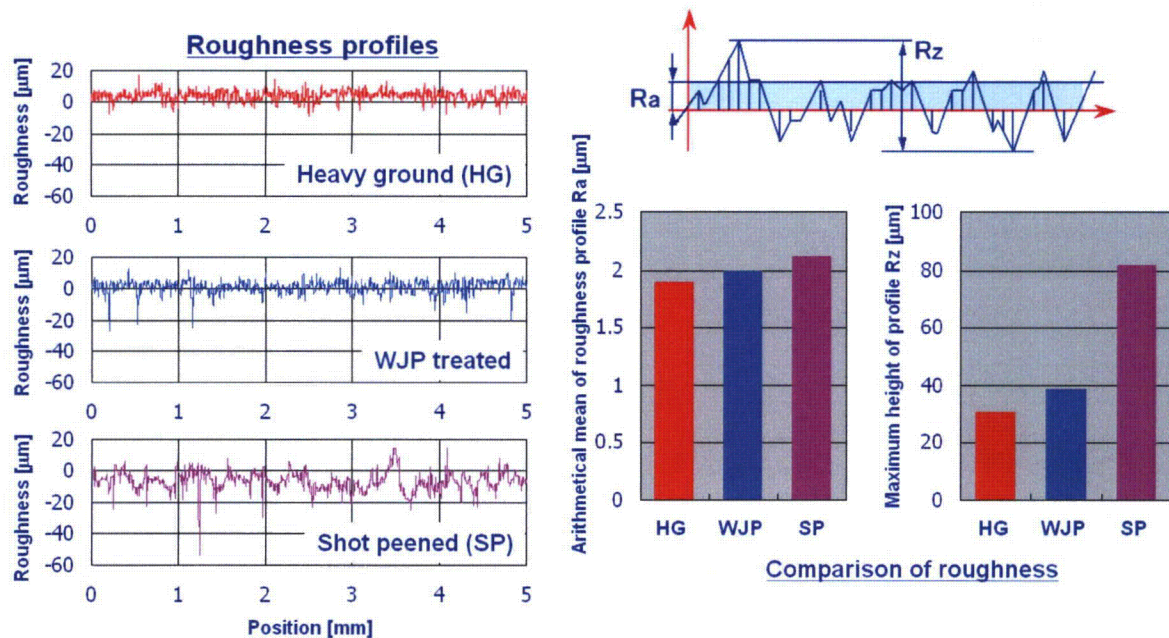 Roughness profiles
Roughness [µm]
20
0
-20
-40
-60
Heavy ground (HG)
0 1 2 3 4 5
Roughness [µm]
20
0
-20
-40
-60
WJP treated
0 1 2 3 4 5
Roughness [µm]
20
0
-20
-40
-60
Shot peened (SP)
0 1 2 3 4 5
Position [mm]
Ra
Rz
Arithmetical mean of roughness profile Ra [µm]
2.5
2
1.5
1
0.5
0
HG WJP SP
Maximum height of profile Rz [µm]
100
80
60
40
20
0
HG WJP SP
Comparison of roughness